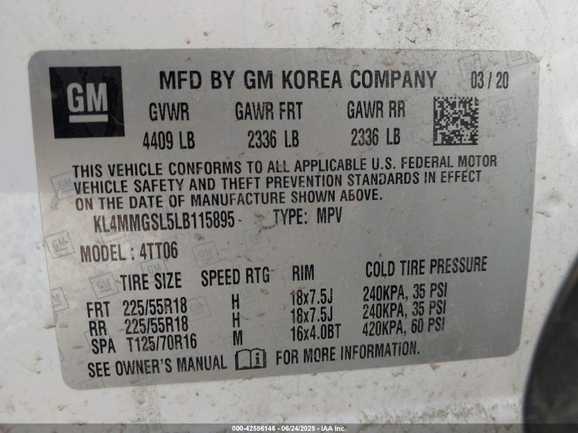 GM
MFD BY GM KOREA COMPANY 03/20
GVWR GAWR FRT GAWR RR
4409 LB 2336 LB 2336 LB
THIS VEHICLE CONFORMS TO ALL APPLICABLE U.S. FEDERAL MOTOR
VEHICLE SAFETY AND THEFT PREVENTION STANDARDS IN EFFECT
ON THE DATE OF MANUFACTURE SHOWN ABOVE.
KL4MMGSL5LB115895 TYPE: MPV
MODEL: 4TT06
TIRE SIZE SPEED RTG RIM COLD TIRE PRESSURE
FRT 225/55R18 H 18x7.5J 240KPA, 35 PSI
RR 225/55R18 H 18x7.5J 240KPA, 35 PSI
SPA T125/70R16 M 16x4.0BT 420KPA, 60 PSI
SEE OWNER'S MANUAL FOR MORE INFORMATION.
000-42556146 - 06/24/2025 - IAA Inc.